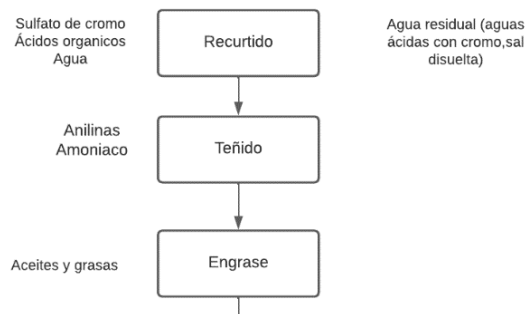 Sulfato de cromo
Ácidos organicos
Agua
Recurtido
Agua residual (aguas
ácidas con cromo,sal
disuelta)
Anilinas
Amoniaco
Teñido
Aceites y grasas
Engrase